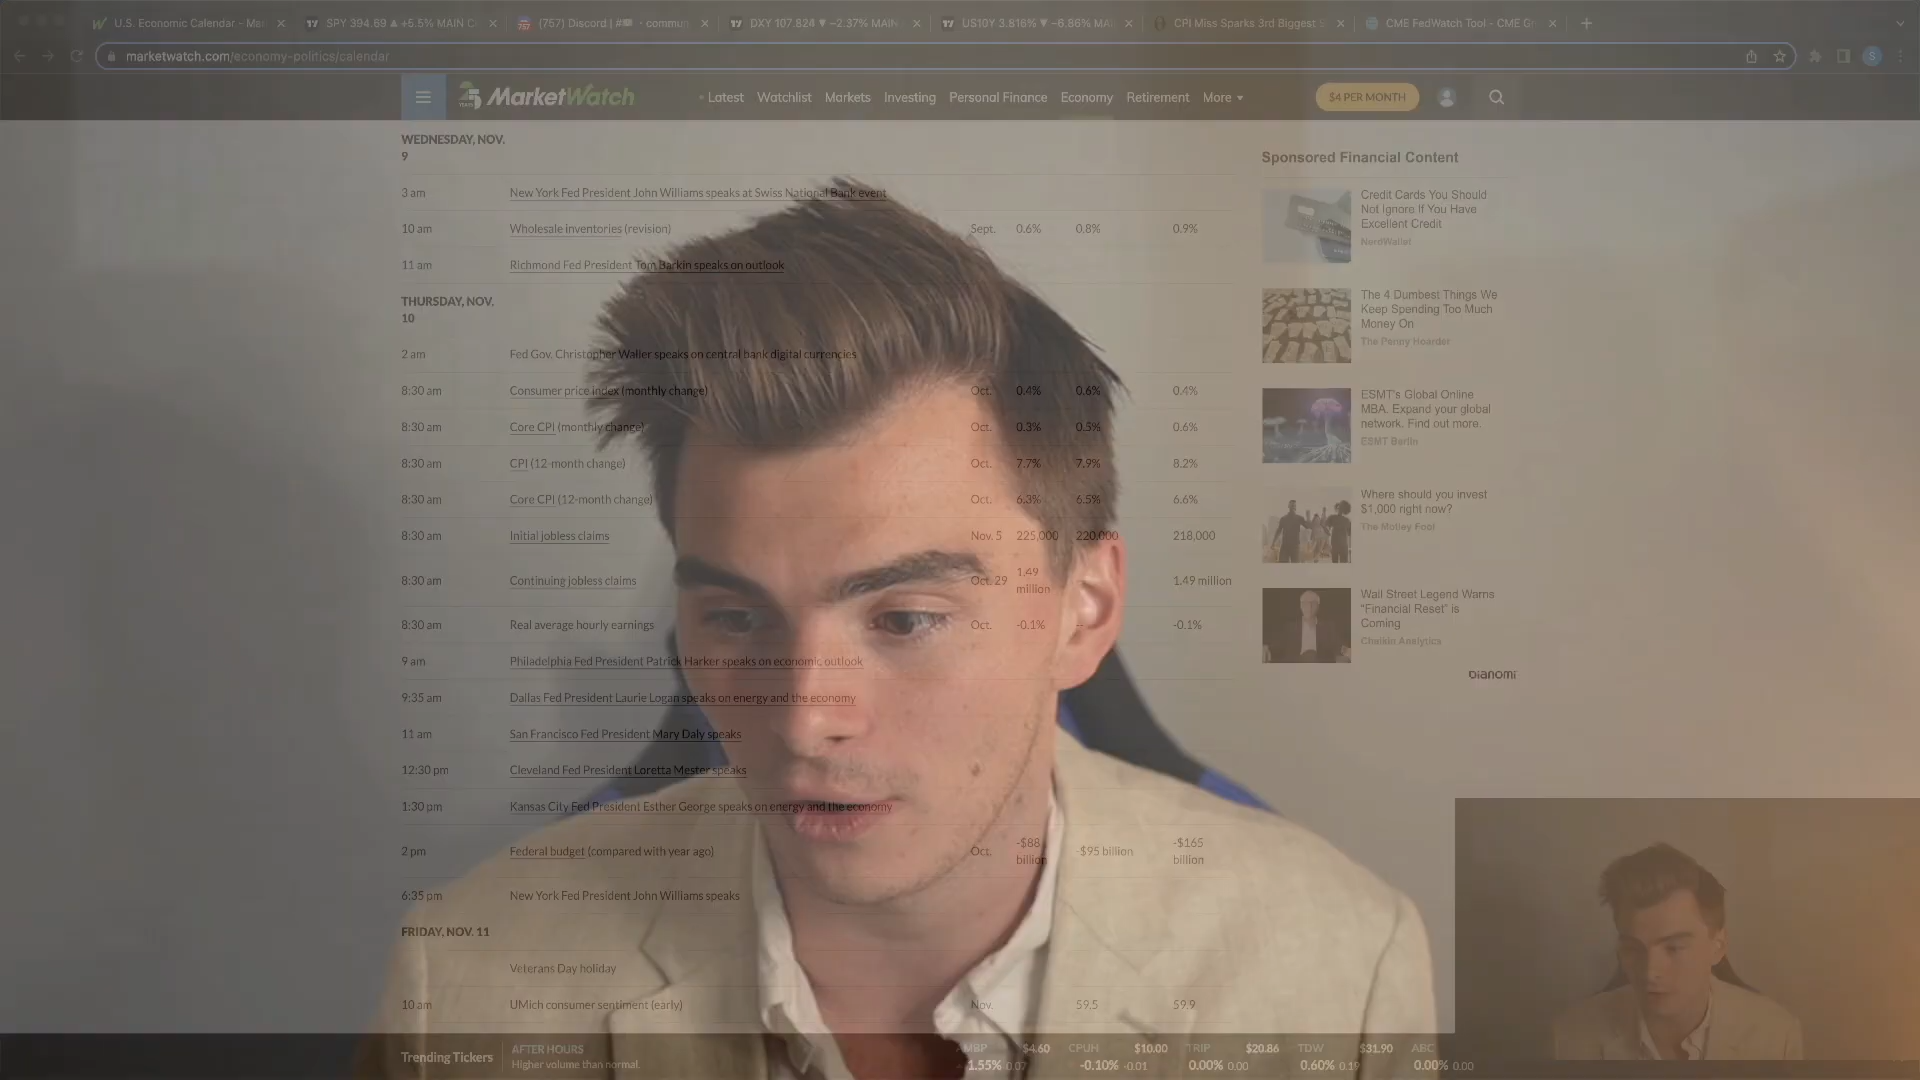 U.S. Economic Calendar - Mar
SPY 394.69 ▲ +5.5% MAIN C
(757) Discord | # · commu
DXY 107.824 ▼ −2.37% MAIN
US10Y 3.816% ▼ −6.86% MA
CPI Miss Sparks 3rd Biggest S
CME FedWatch Tool - CME G
marketwatch.com/economy-politics/calendar
MarketWatch
Latest Watchlist Markets Investing Personal Finance Economy Retirement More
$4 PER MONTH
WEDNESDAY, NOV.
9
3 am New York Fed President John Williams speaks at Swiss National Bank event
10 am Wholesale inventories (revision) Sept. 0.6% 0.8% 0.9%
11 am Richmond Fed President Tom Barkin speaks on outlook
THURSDAY, NOV.
10
2 am Fed Gov. Christopher Waller speaks on central bank digital currencies
8:30 am Consumer price index (monthly change) Oct. 0.4% 0.6% 0.4%
8:30 am Core CPI (monthly change) Oct. 0.3% 0.5% 0.6%
8:30 am CPI (12-month change) Oct. 7.7% 7.9% 8.2%
8:30 am Core CPI (12-month change) Oct. 6.3% 6.5% 6.6%
8:30 am Initial jobless claims Nov. 5 225,000 220,000 218,000
8:30 am Continuing jobless claims Oct. 29 1.49 million -- 1.49 million
8:30 am Real average hourly earnings Oct. -0.1% -- -0.1%
9 am Philadelphia Fed President Patrick Harker speaks on economic outlook
9:35 am Dallas Fed President Laurie Logan speaks on energy and the economy
11 am San Francisco Fed President Mary Daly speaks
12:30 pm Cleveland Fed President Loretta Mester speaks
1:30 pm Kansas City Fed President Esther George speaks on energy and the economy
2 pm Federal budget (compared with year ago) Oct. -$88 billion -$95 billion -$165 billion
6:35 pm New York Fed President John Williams speaks
FRIDAY, NOV. 11
Veterans Day holiday
10 am UMich consumer sentiment (early) Nov. 59.5 59.9
Sponsored Financial Content
Credit Cards You Should
Not Ignore If You Have
Excellent Credit
NerdWallet
The 4 Dumbest Things We
Keep Spending Too Much
Money On
The Penny Hoarder
ESMT's Global Online
MBA. Expand your global
network. Find out more.
ESMT Berlin
Where should you invest
$1,000 right now?
The Motley Fool
Wall Street Legend Warns
"Financial Reset" is
Coming
Chaikin Analytics
bianomi
Trending Tickers
AFTER HOURS
Higher volume than normal.
$4.60 CPUH $10.00 TRIP $20.86 TDW $31.90 ABC
1.55% 0.07 -0.10% -0.01 0.00% 0.00 0.60% 0.19 0.00% 0.00